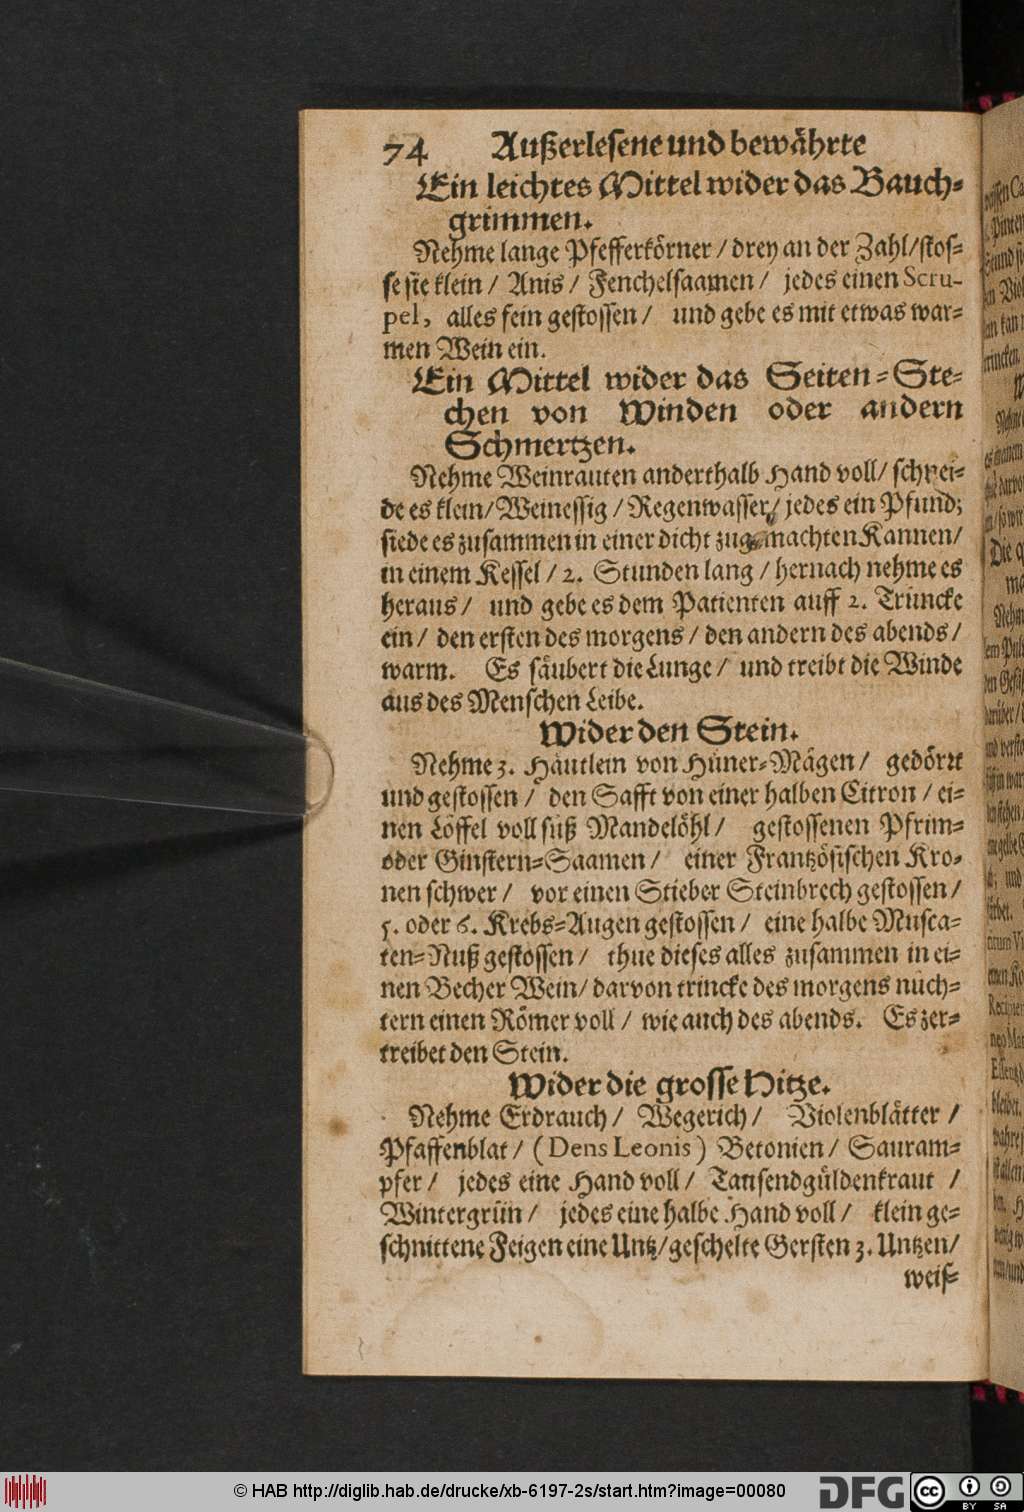 74 Außerlesene und bewährte
Ein leichtes Mittel wider das Bauch-
grimmen.
Nehme lange Pfefferkörner / drey an der Zahl/stos-
se sie klein / Anis / Fenchelsaamen / jedes einen Scru-
pel, alles fein gestossen / und gebe es mit etwas war-
men Wein ein.
Ein Mittel wider das Seiten-Ste-
chen von Winden oder andern
Schmertzen.
Nehme Weinrauten anderthalb Hand voll/ schnei-
de es klein/Weinessig / Regenwasser/ jedes ein Pfund;
siede es zusammen in einer dicht zugemachten Kannen/
in einem Kessel / 2. Stunden lang / hernach nehme es
heraus / und gebe es dem Patienten auff 2. Trüncke
ein / den ersten des morgens / den andern des abends /
warm. Es säubert die Lunge / und treibt die Winde
aus des Menschen Leibe.
Wider den Stein.
Nehme 3. Häutlein von Hüner-Mägen / gedörrt
und gestossen / den Safft von einer halben Citron / ei-
nen Löffel voll süß Mandelöhl / gestossenen Pfrim-
oder Ginstern-Saamen / einer Frantzösischen Kro-
nen schwer / vor einen Stieber Steinbrech gestossen /
5. oder 6. Krebs-Augen gestossen / eine halbe Musca-
ten-Nuß gestossen / thue dieses alles zusammen in ei-
nen Becher Wein/ darvon trincke des morgens nüch-
tern einen Römer voll / wie auch des abends. Es zer-
treibet den Stein.
Wider die grosse Hitze.
Nehme Erdrauch / Wegerich / Violenblätter /
Pfaffenblat / (Dens Leonis) Betonien / Sauram-
pfer / jedes eine Hand voll / Tausendgüldenkraut /
Wintergrün / jedes eine halbe Hand voll / klein ge-
schnittene Feigen eine Untz/geschelte Gersten 3. Untzen/
weis-
© HAB http://diglib.hab.de/drucke/xb-6197-2s/start.htm?image=00080
DFG
cc
BY SA